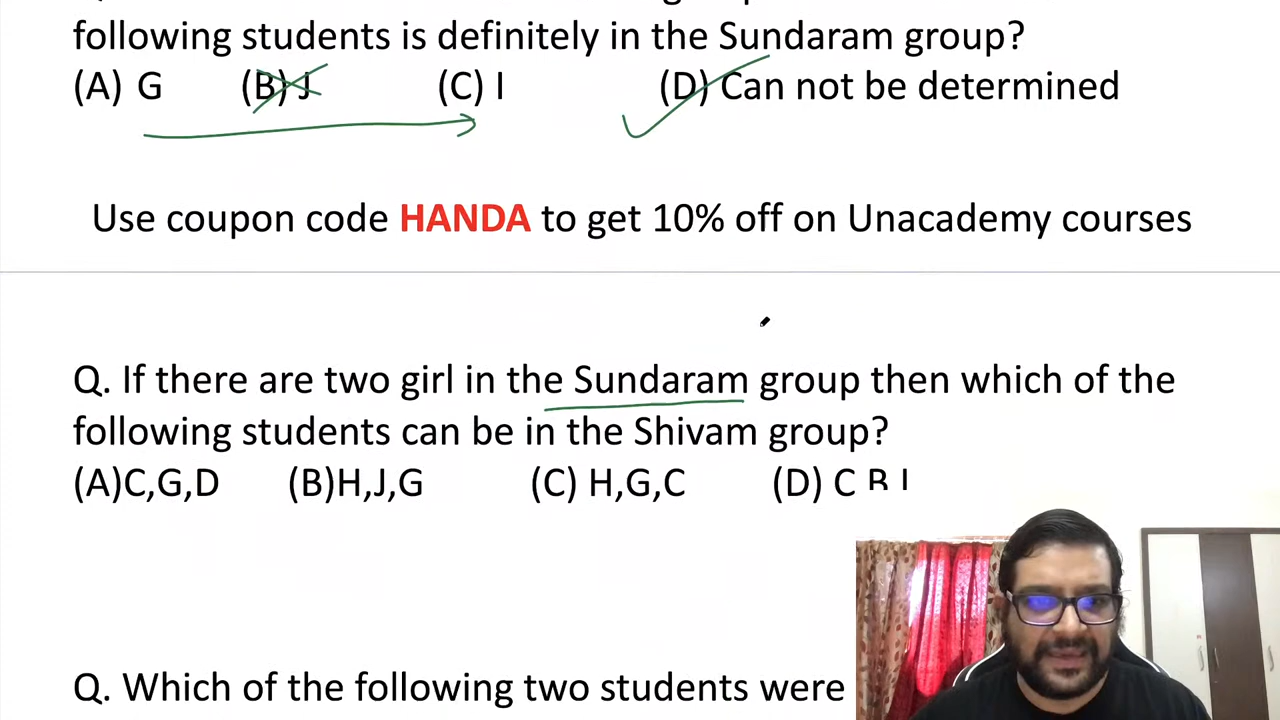 following students is definitely in the Sundaram group?
(A) G (B) J (C) I (D) Can not be determined
Use coupon code HANDA to get 10% off on Unacademy courses
Q. If there are two girl in the Sundaram group then which of the
following students can be in the Shivam group?
(A)C,G,D (B)H,J,G (C) H,G,C (D) C
Q. Which of the following two students were